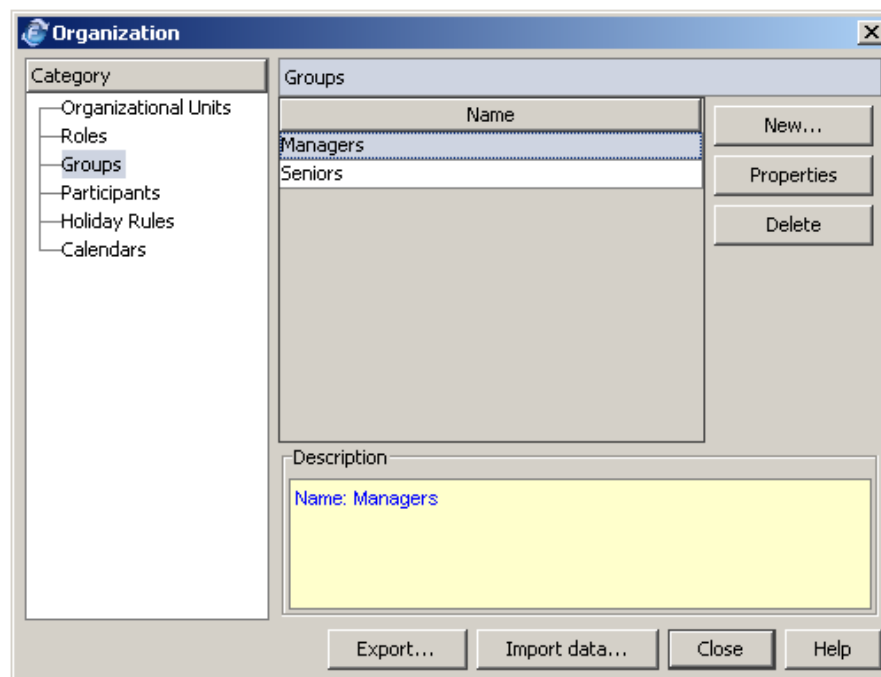 Organization
Category
Organizational Units
Roles
Groups
Participants
Holiday Rules
Calendars
Groups
Name
Managers
Seniors
New...
Properties
Delete
Description
Name: Managers
Export...
Import data...
Close
Help